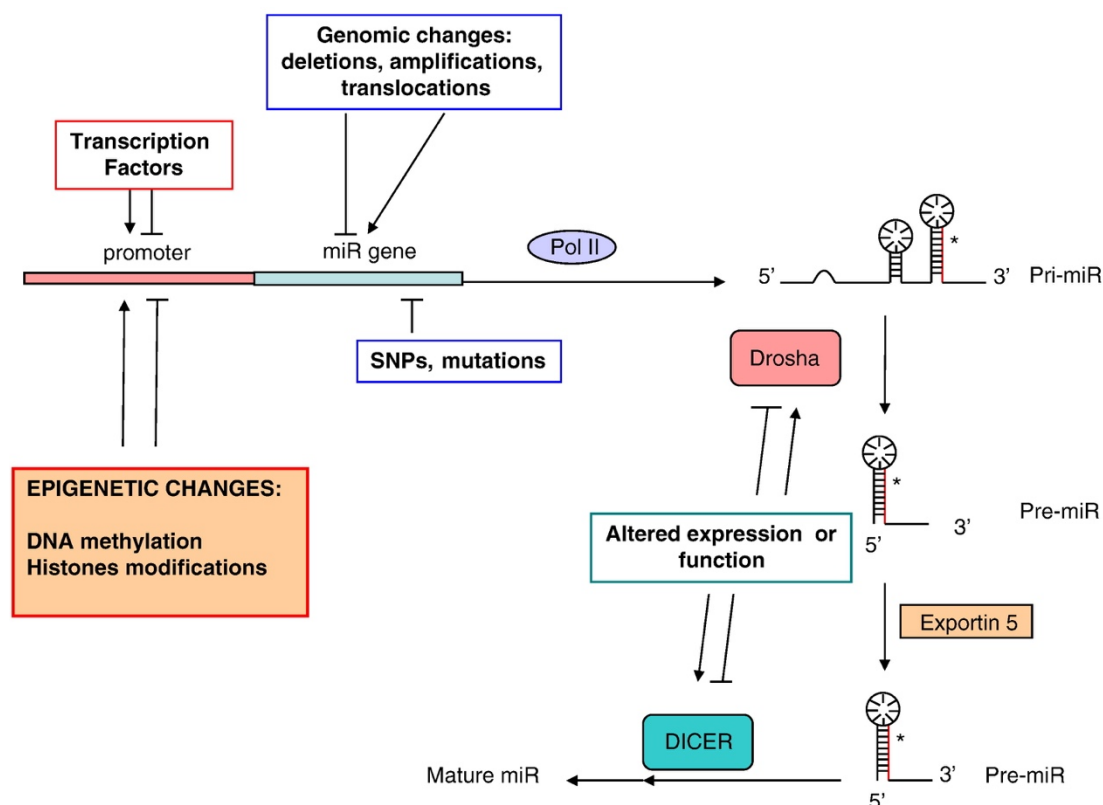 Genomic changes:
deletions, amplifications,
translocations
Transcription
Factors
promoter
miR gene
Pol II
5’
*
3’
Pri-miR
SNPs, mutations
Drosha
EPIGENETIC CHANGES:
DNA methylation
Histones modifications
*
3’
5’
Pre-miR
Altered expression or
function
Exportin 5
DICER
Mature miR
*
3’
5’
Pre-miR